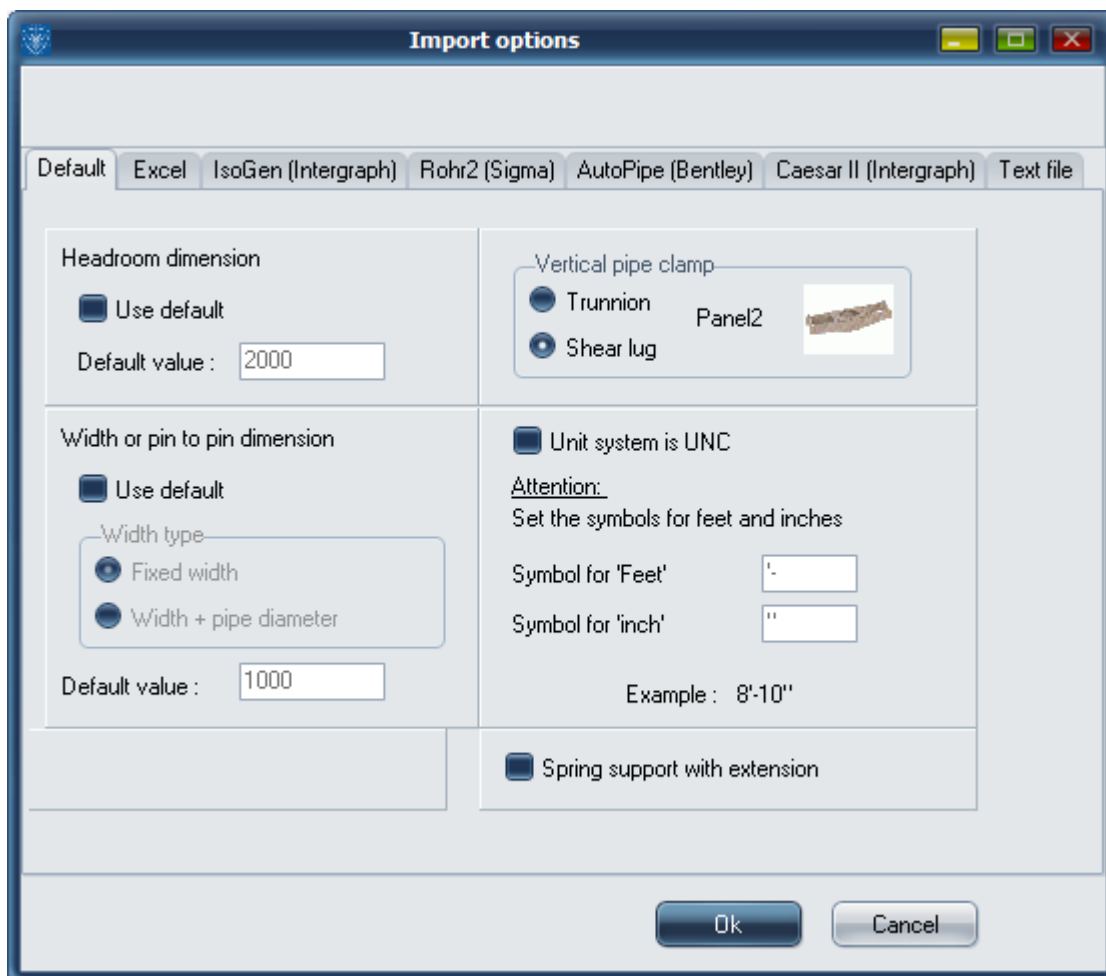 Import options
Default Excel IsoGen (Intergraph) Rohr2 (Sigma) AutoPipe (Bentley) Caesar II (Intergraph) Text file
Headroom dimension
Use default
Default value : 2000
Vertical pipe clamp
Trunnion
Shear lug
Panel2
Width or pin to pin dimension
Use default
Width type
Fixed width
Width + pipe diameter
Default value : 1000
Unit system is UNC
Attention:
Set the symbols for feet and inches
Symbol for 'Feet' '-
Symbol for 'inch' ''
Example : 8'-10''
Spring support with extension
Ok Cancel